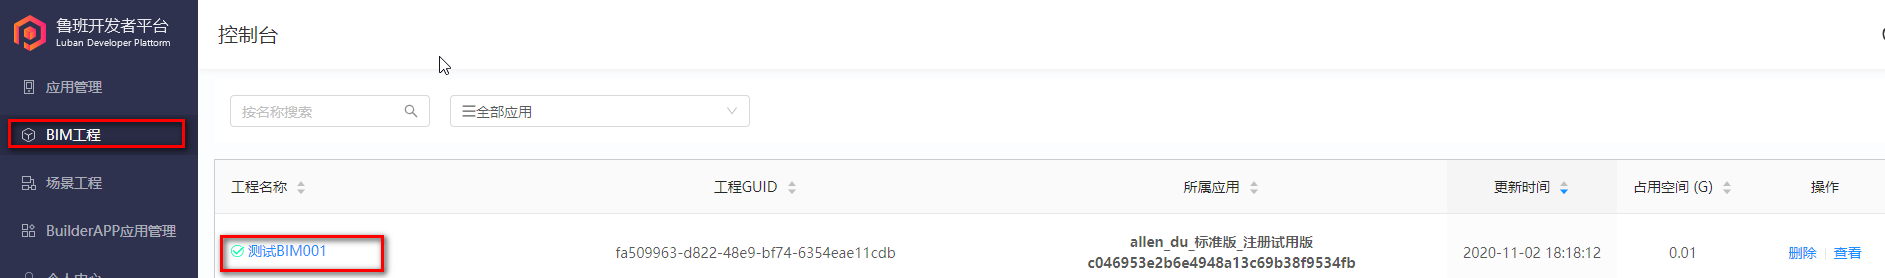 鲁班开发者平台
Luban Developer Plattorm
控制台
应用管理
按名称搜索
全部应用
BIM工程
场景工程
工程名称
工程GUID
所属应用
更新时间
占用空间 (G)
操作
BuilderAPP应用管理
测试BIM001
fa509963-d822-48e9-bf74-6354eae11cdb
allen_du_标准版_注册试用版
c046953e2b6e4948a13c69b38f9534fb
2020-11-02 18:18:12
0.01
删除
查看
个人中心